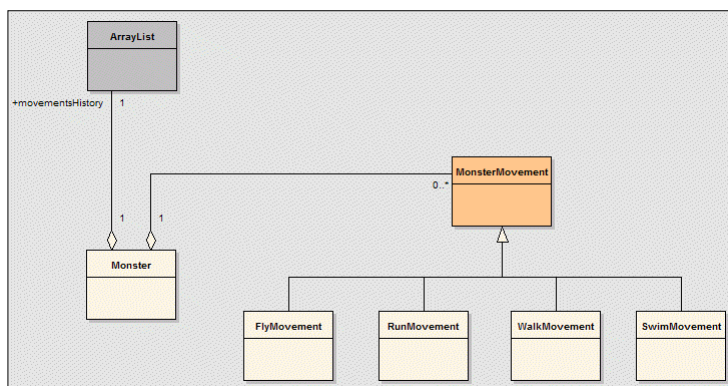 ArrayList
+movementsHistory 1
MonsterMovement
0..*
1 1
Monster
FlyMovement RunMovement WalkMovement SwimMovement